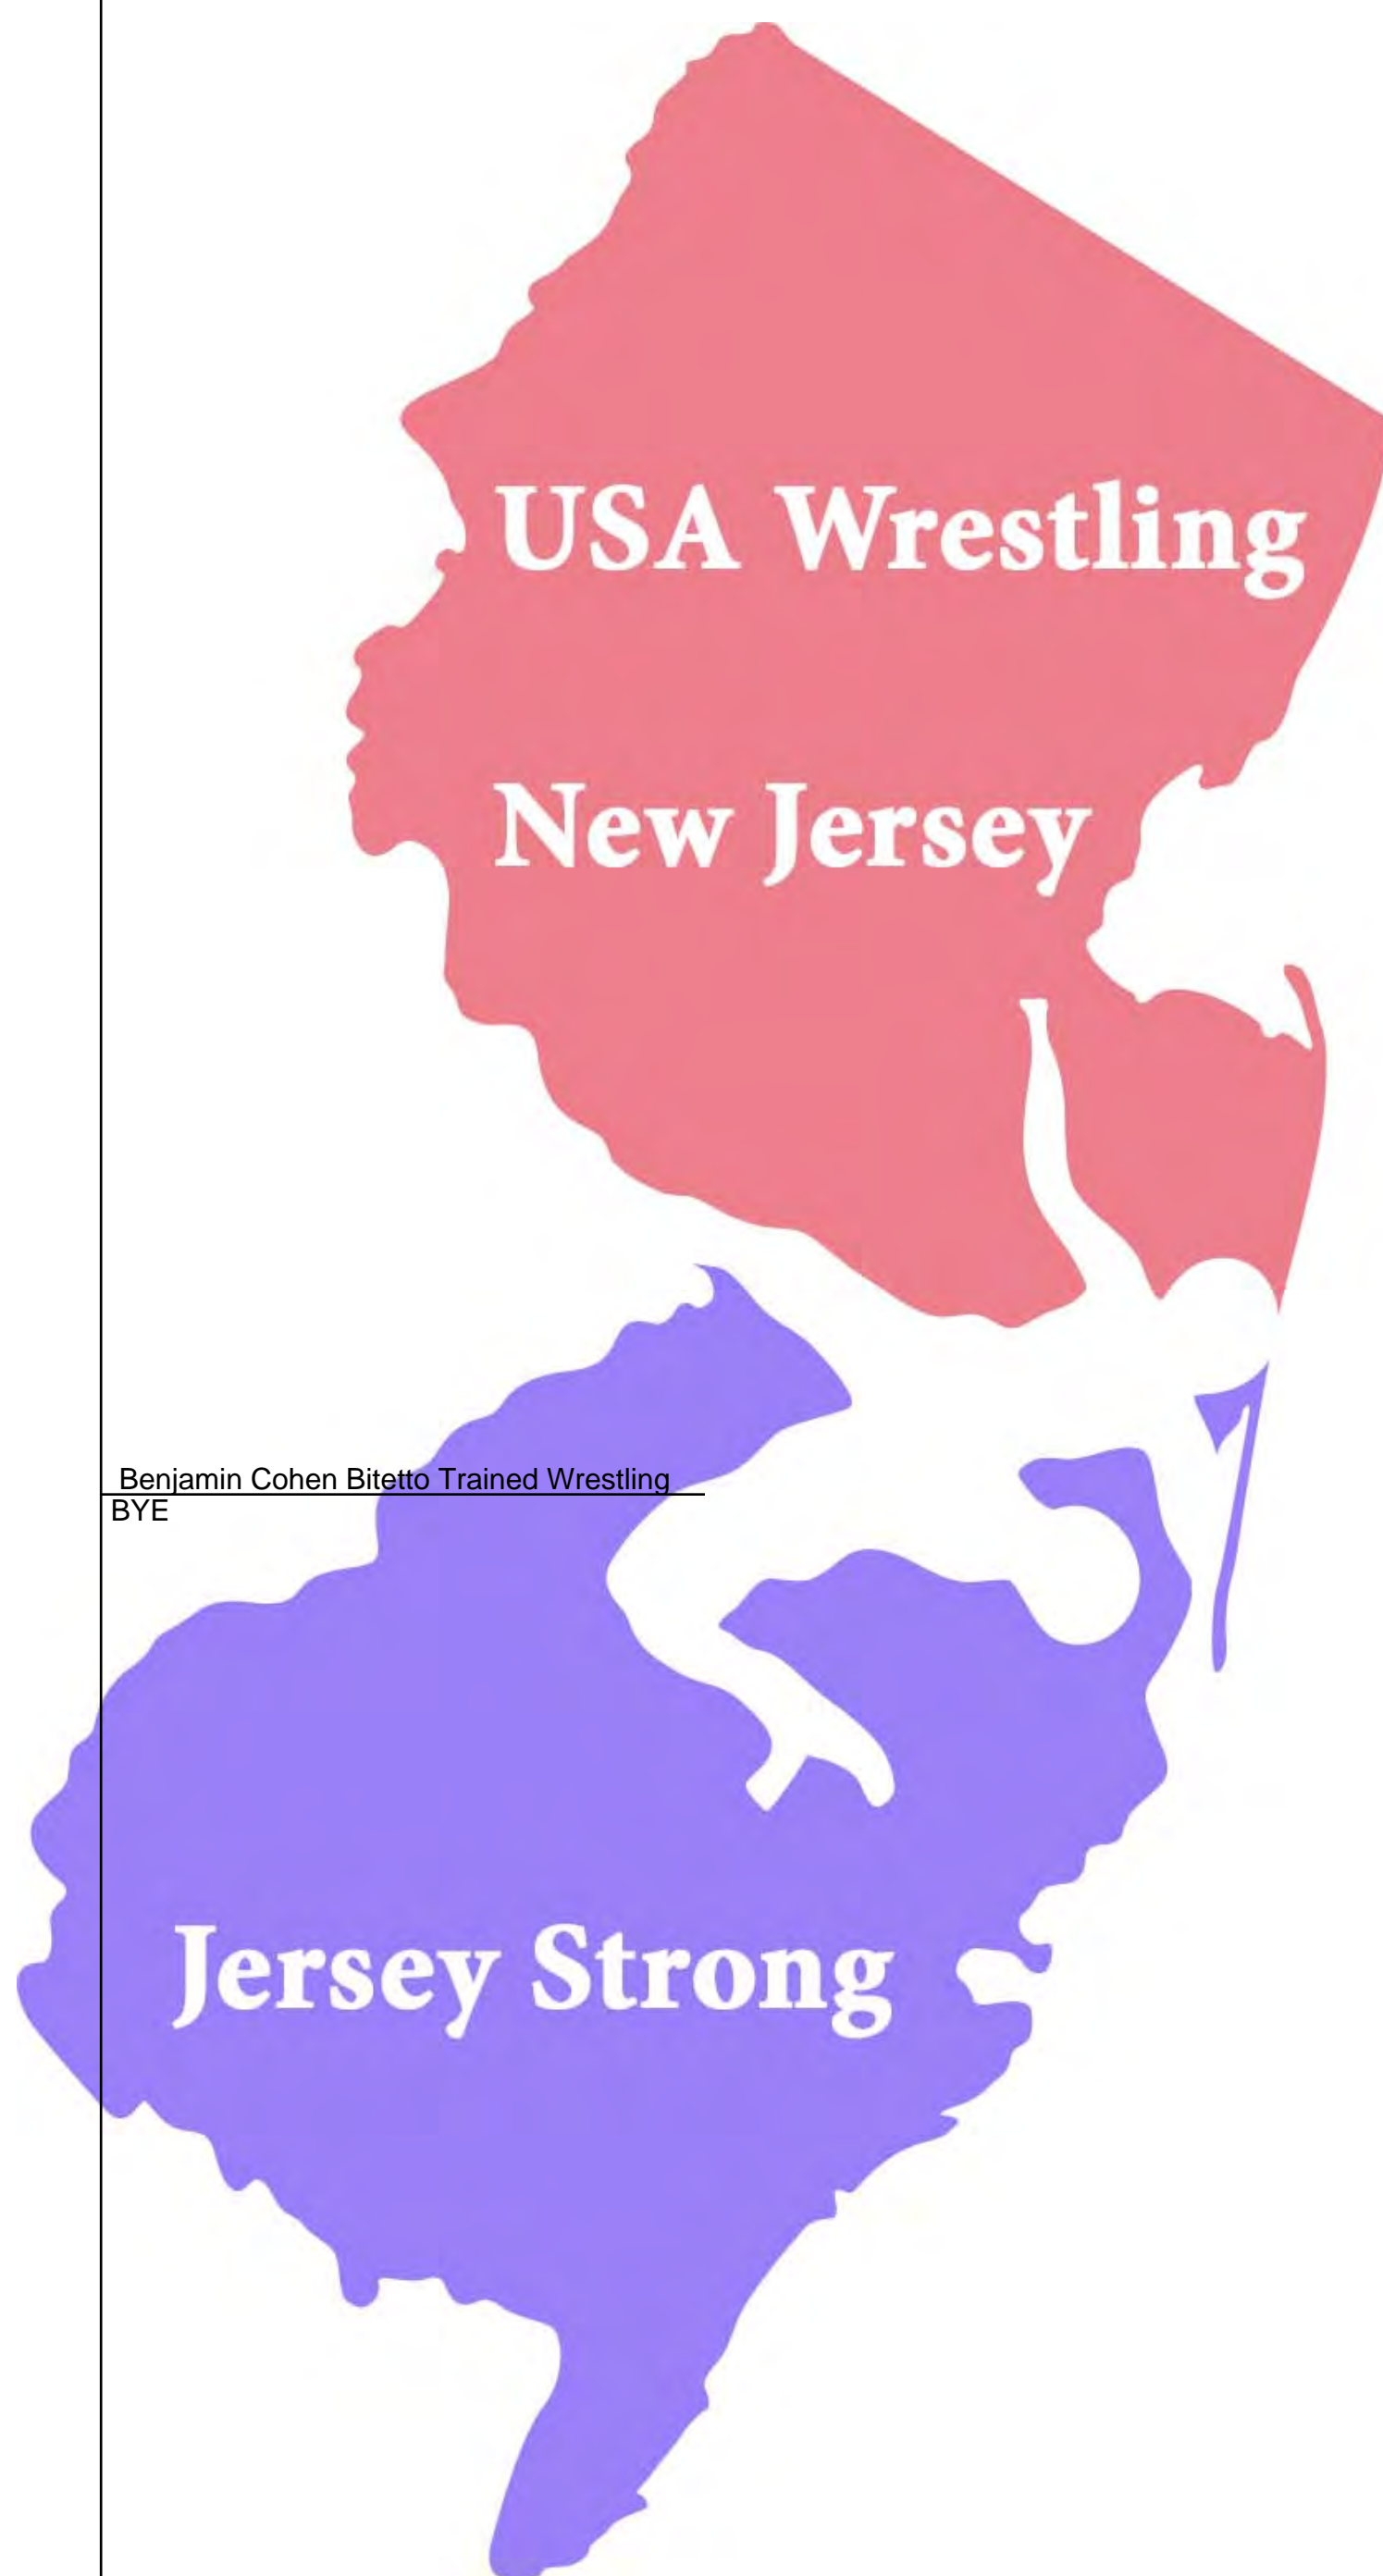 USA Wrestling
New Jersey
Benjamin Cohen Bitetto Trained Wrestling
BYE
Jersey Strong